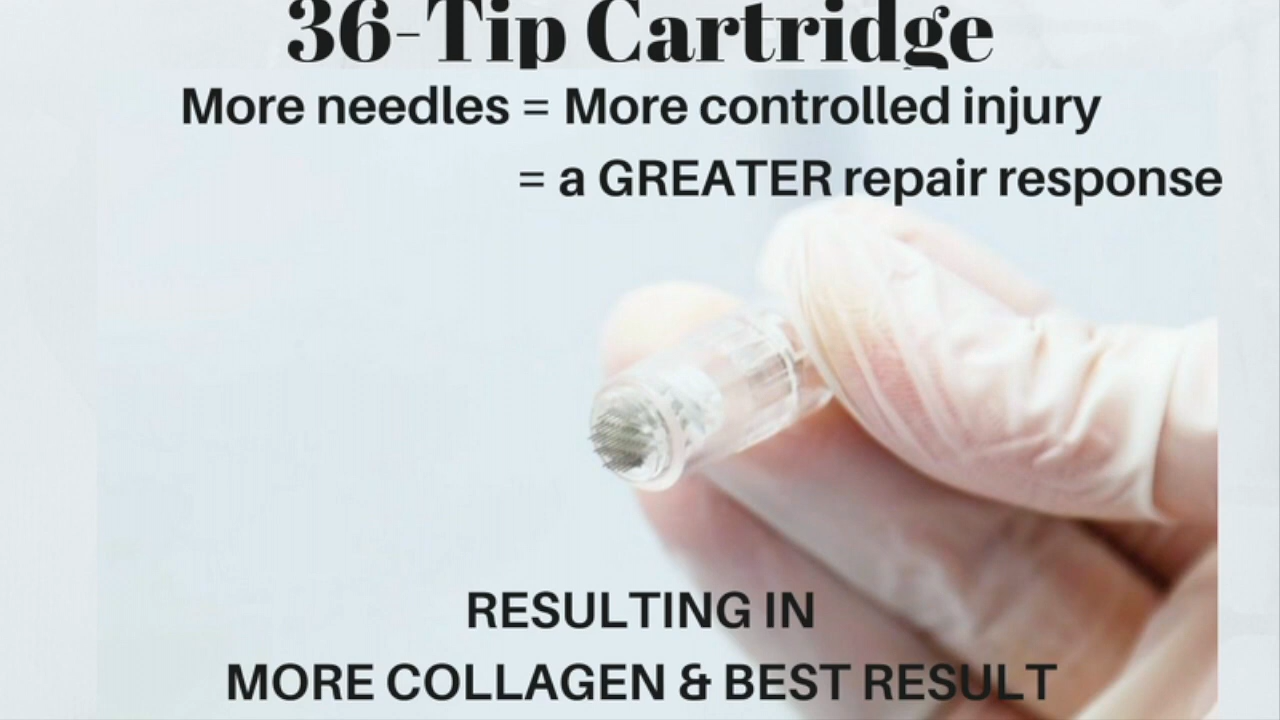 36-Tip Cartridge
More needles = More controlled injury
= a GREATER repair response
RESULTING IN
MORE COLLAGEN & BEST RESULT